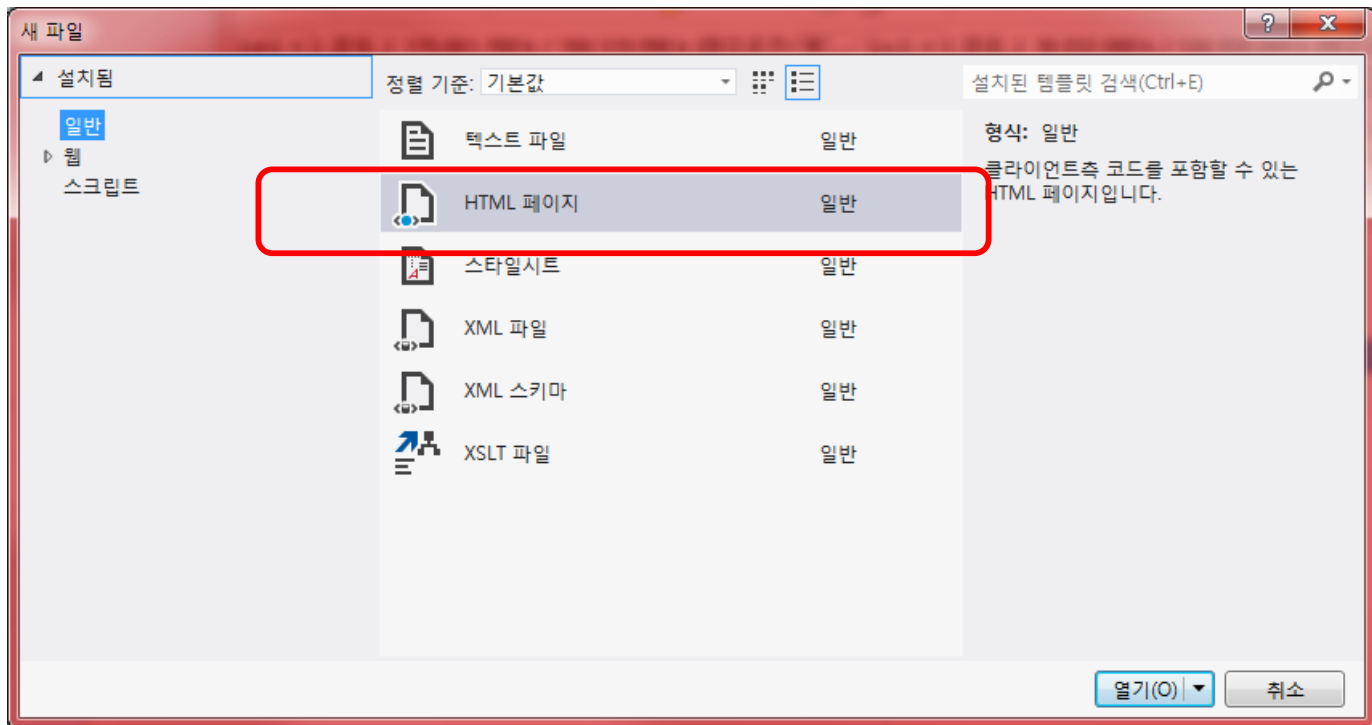 새 파일
설치됨
일반
웹
스크립트
정렬 기준: 기본값
텍스트 파일 일반
HTML 페이지 일반
스타일시트 일반
XML 파일 일반
XML 스키마 일반
XSLT 파일 일반
설치된 템플릿 검색(Ctrl+E)
형식: 일반
클라이언트측 코드를 포함할 수 있는
HTML 페이지입니다.
열기(O)
취소